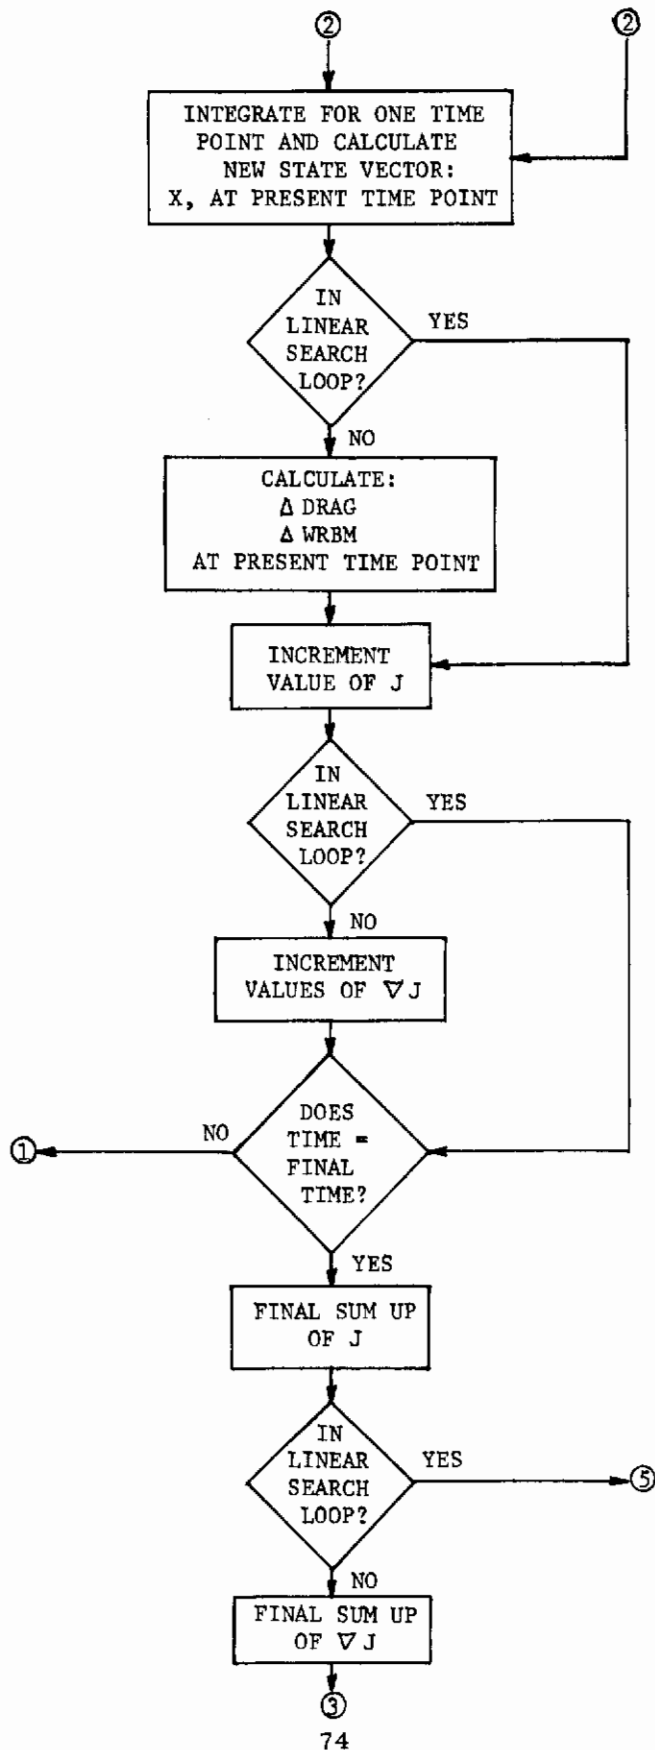 ② ②
INTEGRATE FOR ONE TIME
POINT AND CALCULATE
NEW STATE VECTOR:
X, AT PRESENT TIME POINT
IN
LINEAR
SEARCH
LOOP?
YES
NO
CALCULATE:
Δ DRAG
Δ WRBM
AT PRESENT TIME POINT
INCREMENT
VALUE OF J
IN
LINEAR
SEARCH
LOOP?
YES
NO
INCREMENT
VALUES OF ∇J
DOES
TIME =
FINAL
TIME?
NO
①
YES
FINAL SUM UP
OF J
IN
LINEAR
SEARCH
LOOP?
YES
⑤
NO
FINAL SUM UP
OF ∇J
③
74